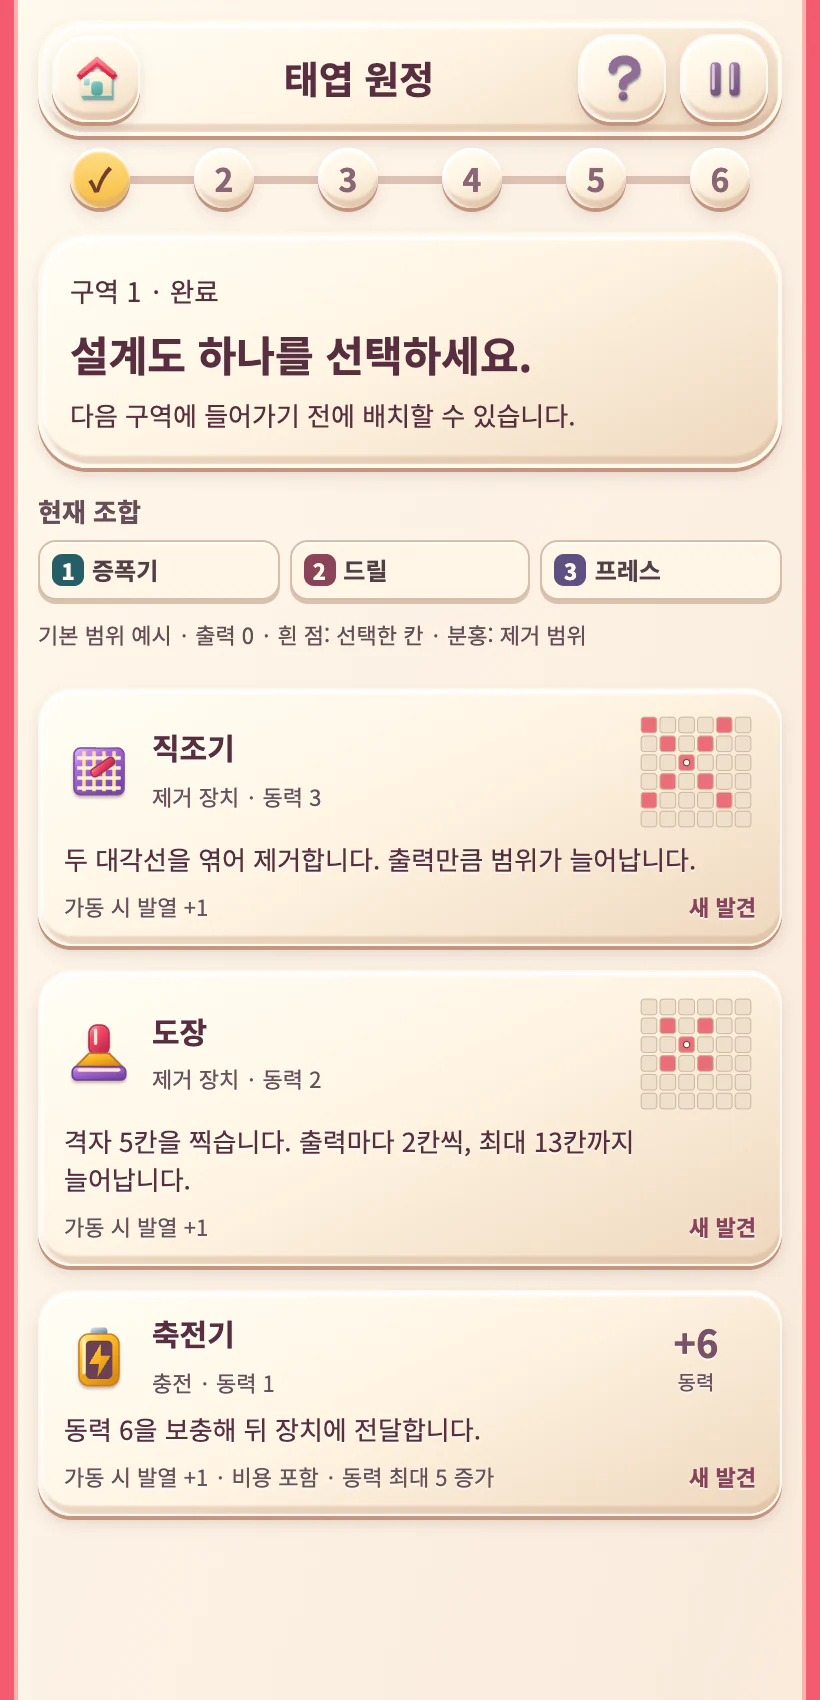 태엽 원정
?
✓ 2 3 4 5 6
구역 1 · 완료
설계도 하나를 선택하세요.
다음 구역에 들어가기 전에 배치할 수 있습니다.
현재 조합
1 증폭기
2 드릴
3 프레스
기본 범위 예시 · 출력 0 · 흰 점: 선택한 칸 · 분홍: 제거 범위
직조기
제거 장치 · 동력 3
두 대각선을 엮어 제거합니다. 출력만큼 범위가 늘어납니다.
가동 시 발열 +1
새 발견
도장
제거 장치 · 동력 2
격자 5칸을 찍습니다. 출력마다 2칸씩, 최대 13칸까지
늘어납니다.
가동 시 발열 +1
새 발견
축전기
충전 · 동력 1
+6
동력
동력 6을 보충해 뒤 장치에 전달합니다.
가동 시 발열 +1 · 비용 포함 · 동력 최대 5 증가
새 발견